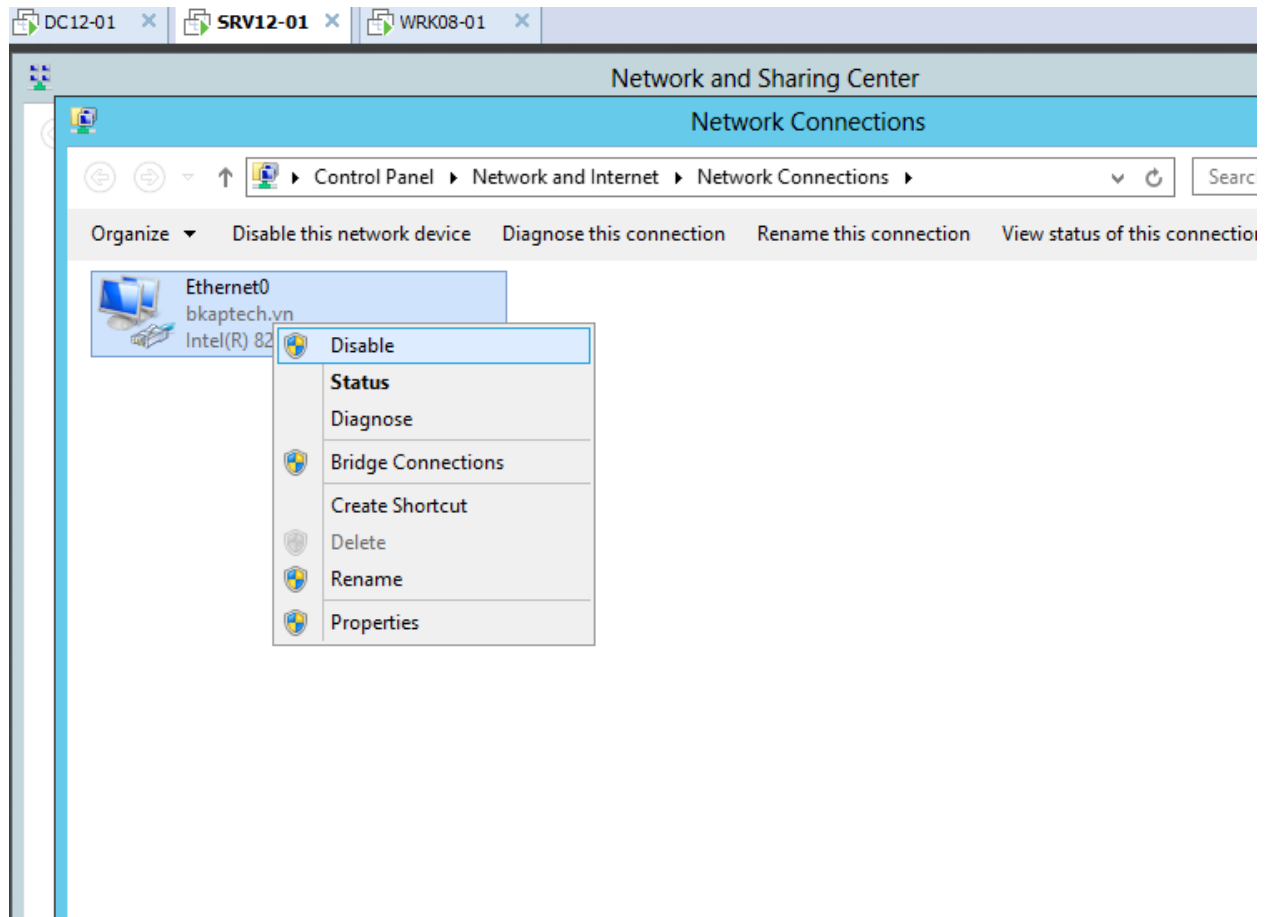 DC12-01 SRV12-01 WRK08-01
Network and Sharing Center
Network Connections
Control Panel Network and Internet Network Connections
Organize Disable this network device Diagnose this connection Rename this connection View status of this connection
Ethernet0
bkaptech.vn
Intel(R) 82
Disable
Status
Diagnose
Bridge Connections
Create Shortcut
Delete
Rename
Properties